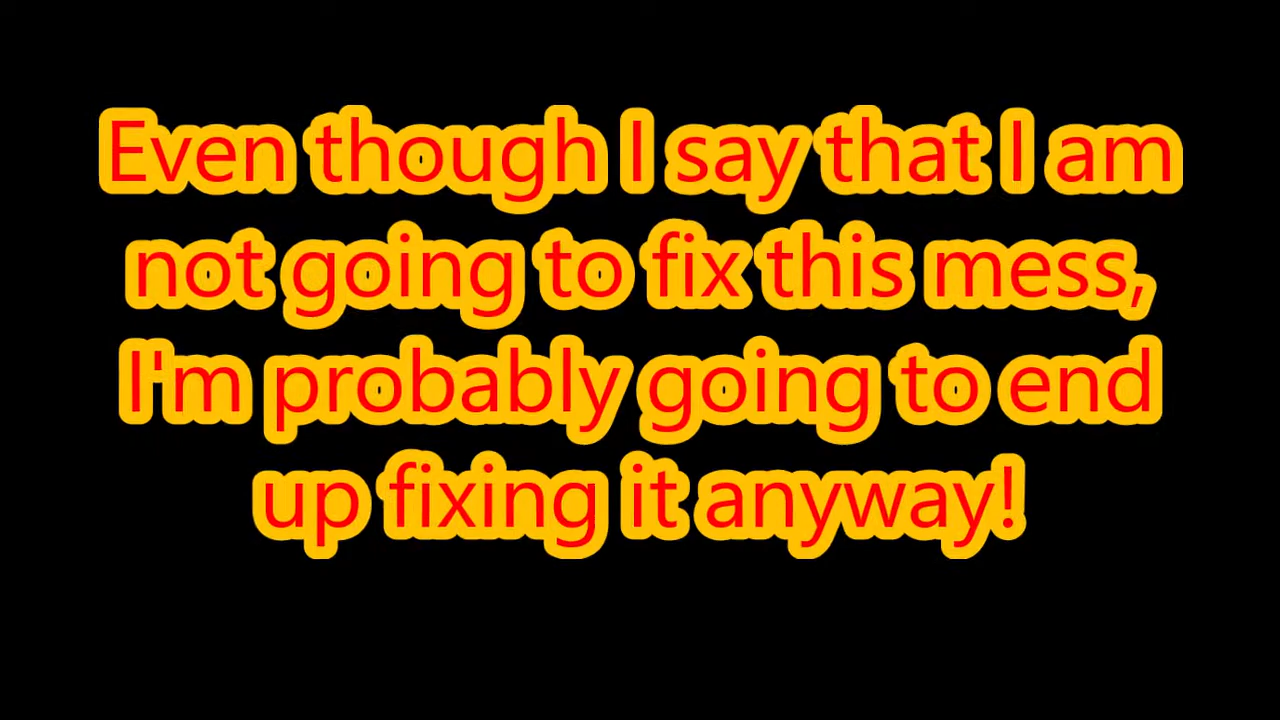 Even though I say that I am
not going to fix this mess,
I'm probably going to end
up fixing it anyway!